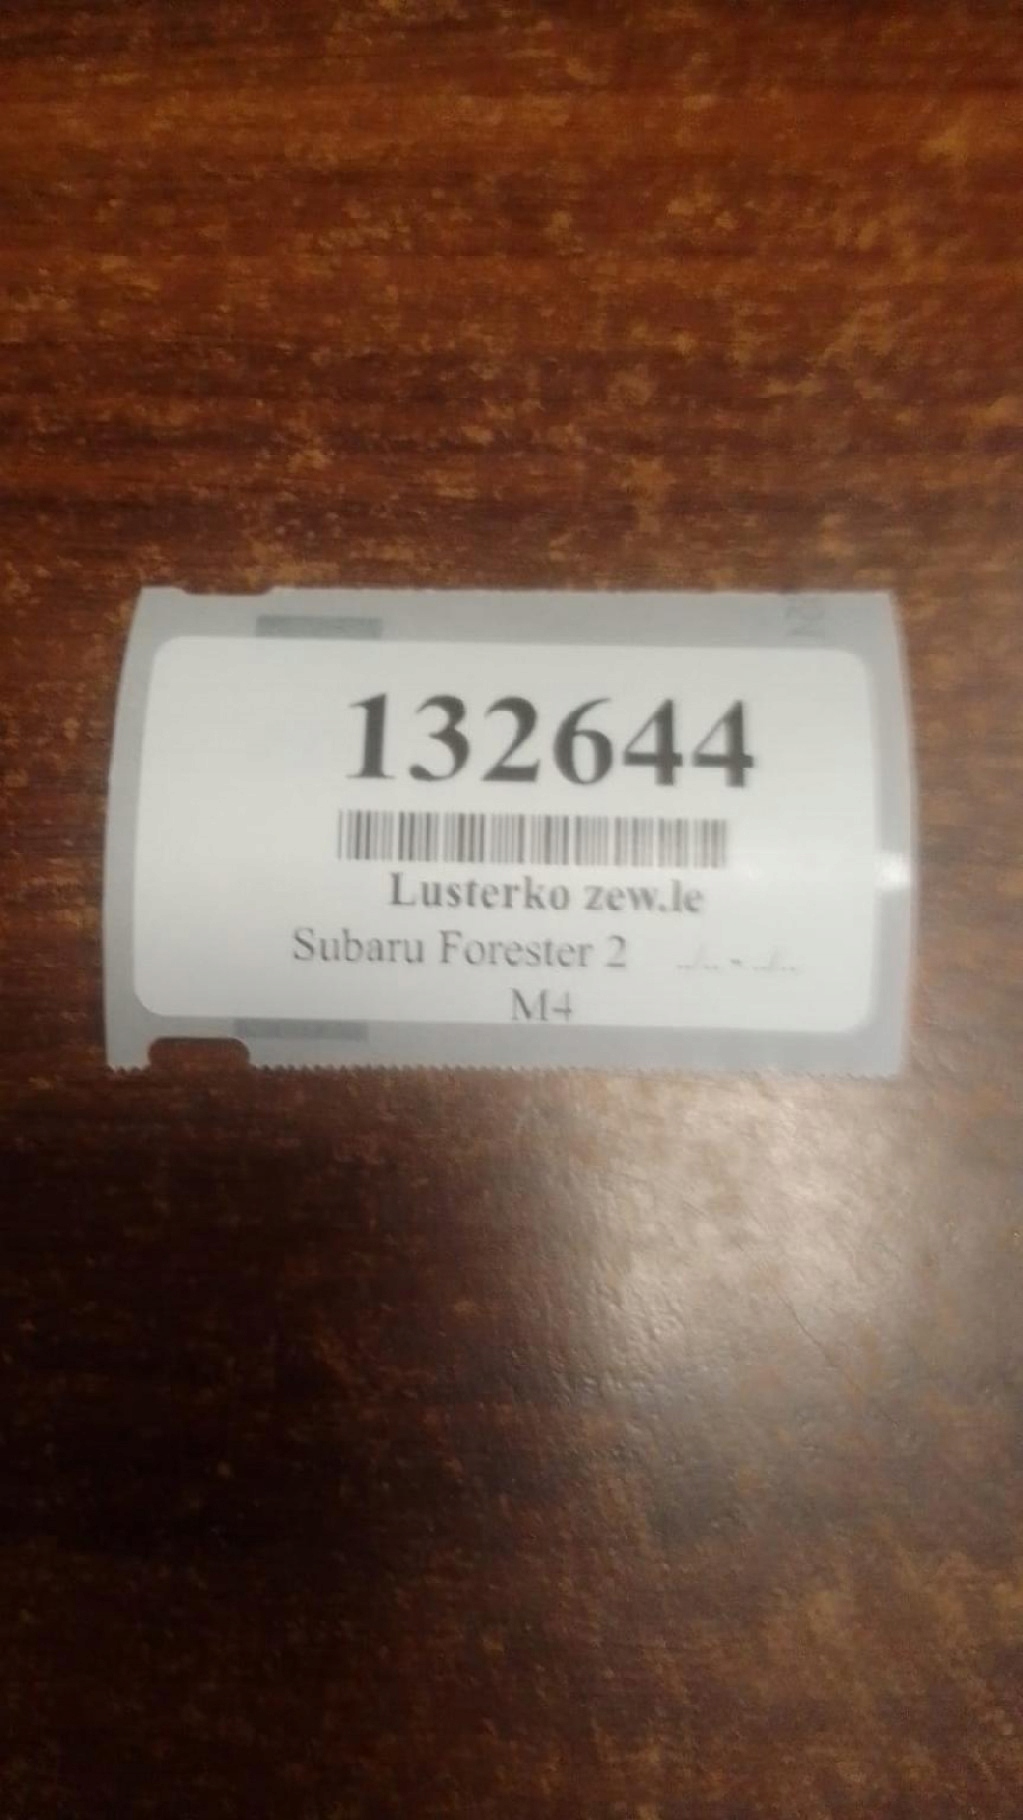 132644
Lusterko zew.le
Subaru Forester 2
M4